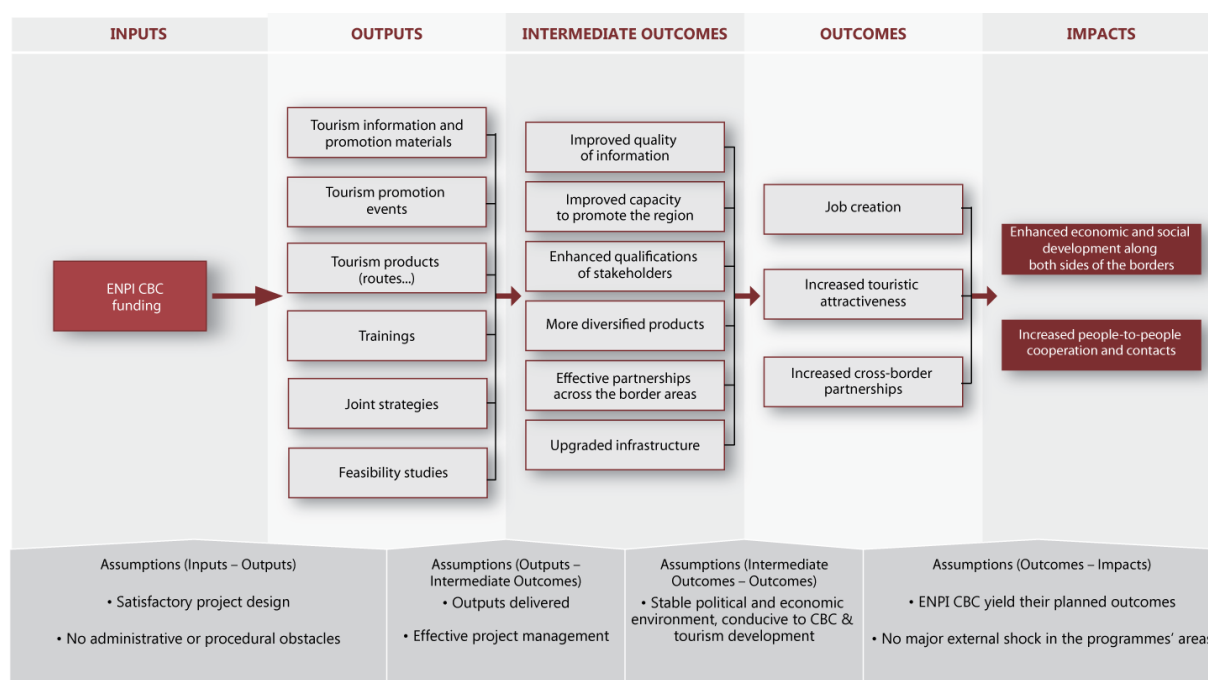 INPUTS
OUTPUTS
INTERMEDIATE OUTCOMES
OUTCOMES
IMPACTS
ENPI CBC
funding
Tourism information and
promotion materials
Tourism promotion
events
Tourism products
(routes...)
Trainings
Joint strategies
Feasibility studies
Improved quality
of information
Improved capacity
to promote the region
Enhanced qualifications
of stakeholders
More diversified products
Effective partnerships
across the border areas
Upgraded infrastructure
Job creation
Increased touristic
attractiveness
Increased cross-border
partnerships
Enhanced economic and social
development along
both sides of the borders
Increased people-to-people
cooperation and contacts
Assumptions (Inputs – Outputs)
• Satisfactory project design
• No administrative or procedural obstacles
Assumptions (Outputs –
Intermediate Outcomes)
• Outputs delivered
• Effective project management
Assumptions (Intermediate
Outcomes – Outcomes)
• Stable political and economic
environment, conducive to CBC &
tourism development
Assumptions (Outcomes – Impacts)
• ENPI CBC yield their planned outcomes
• No major external shock in the programmes’ areas